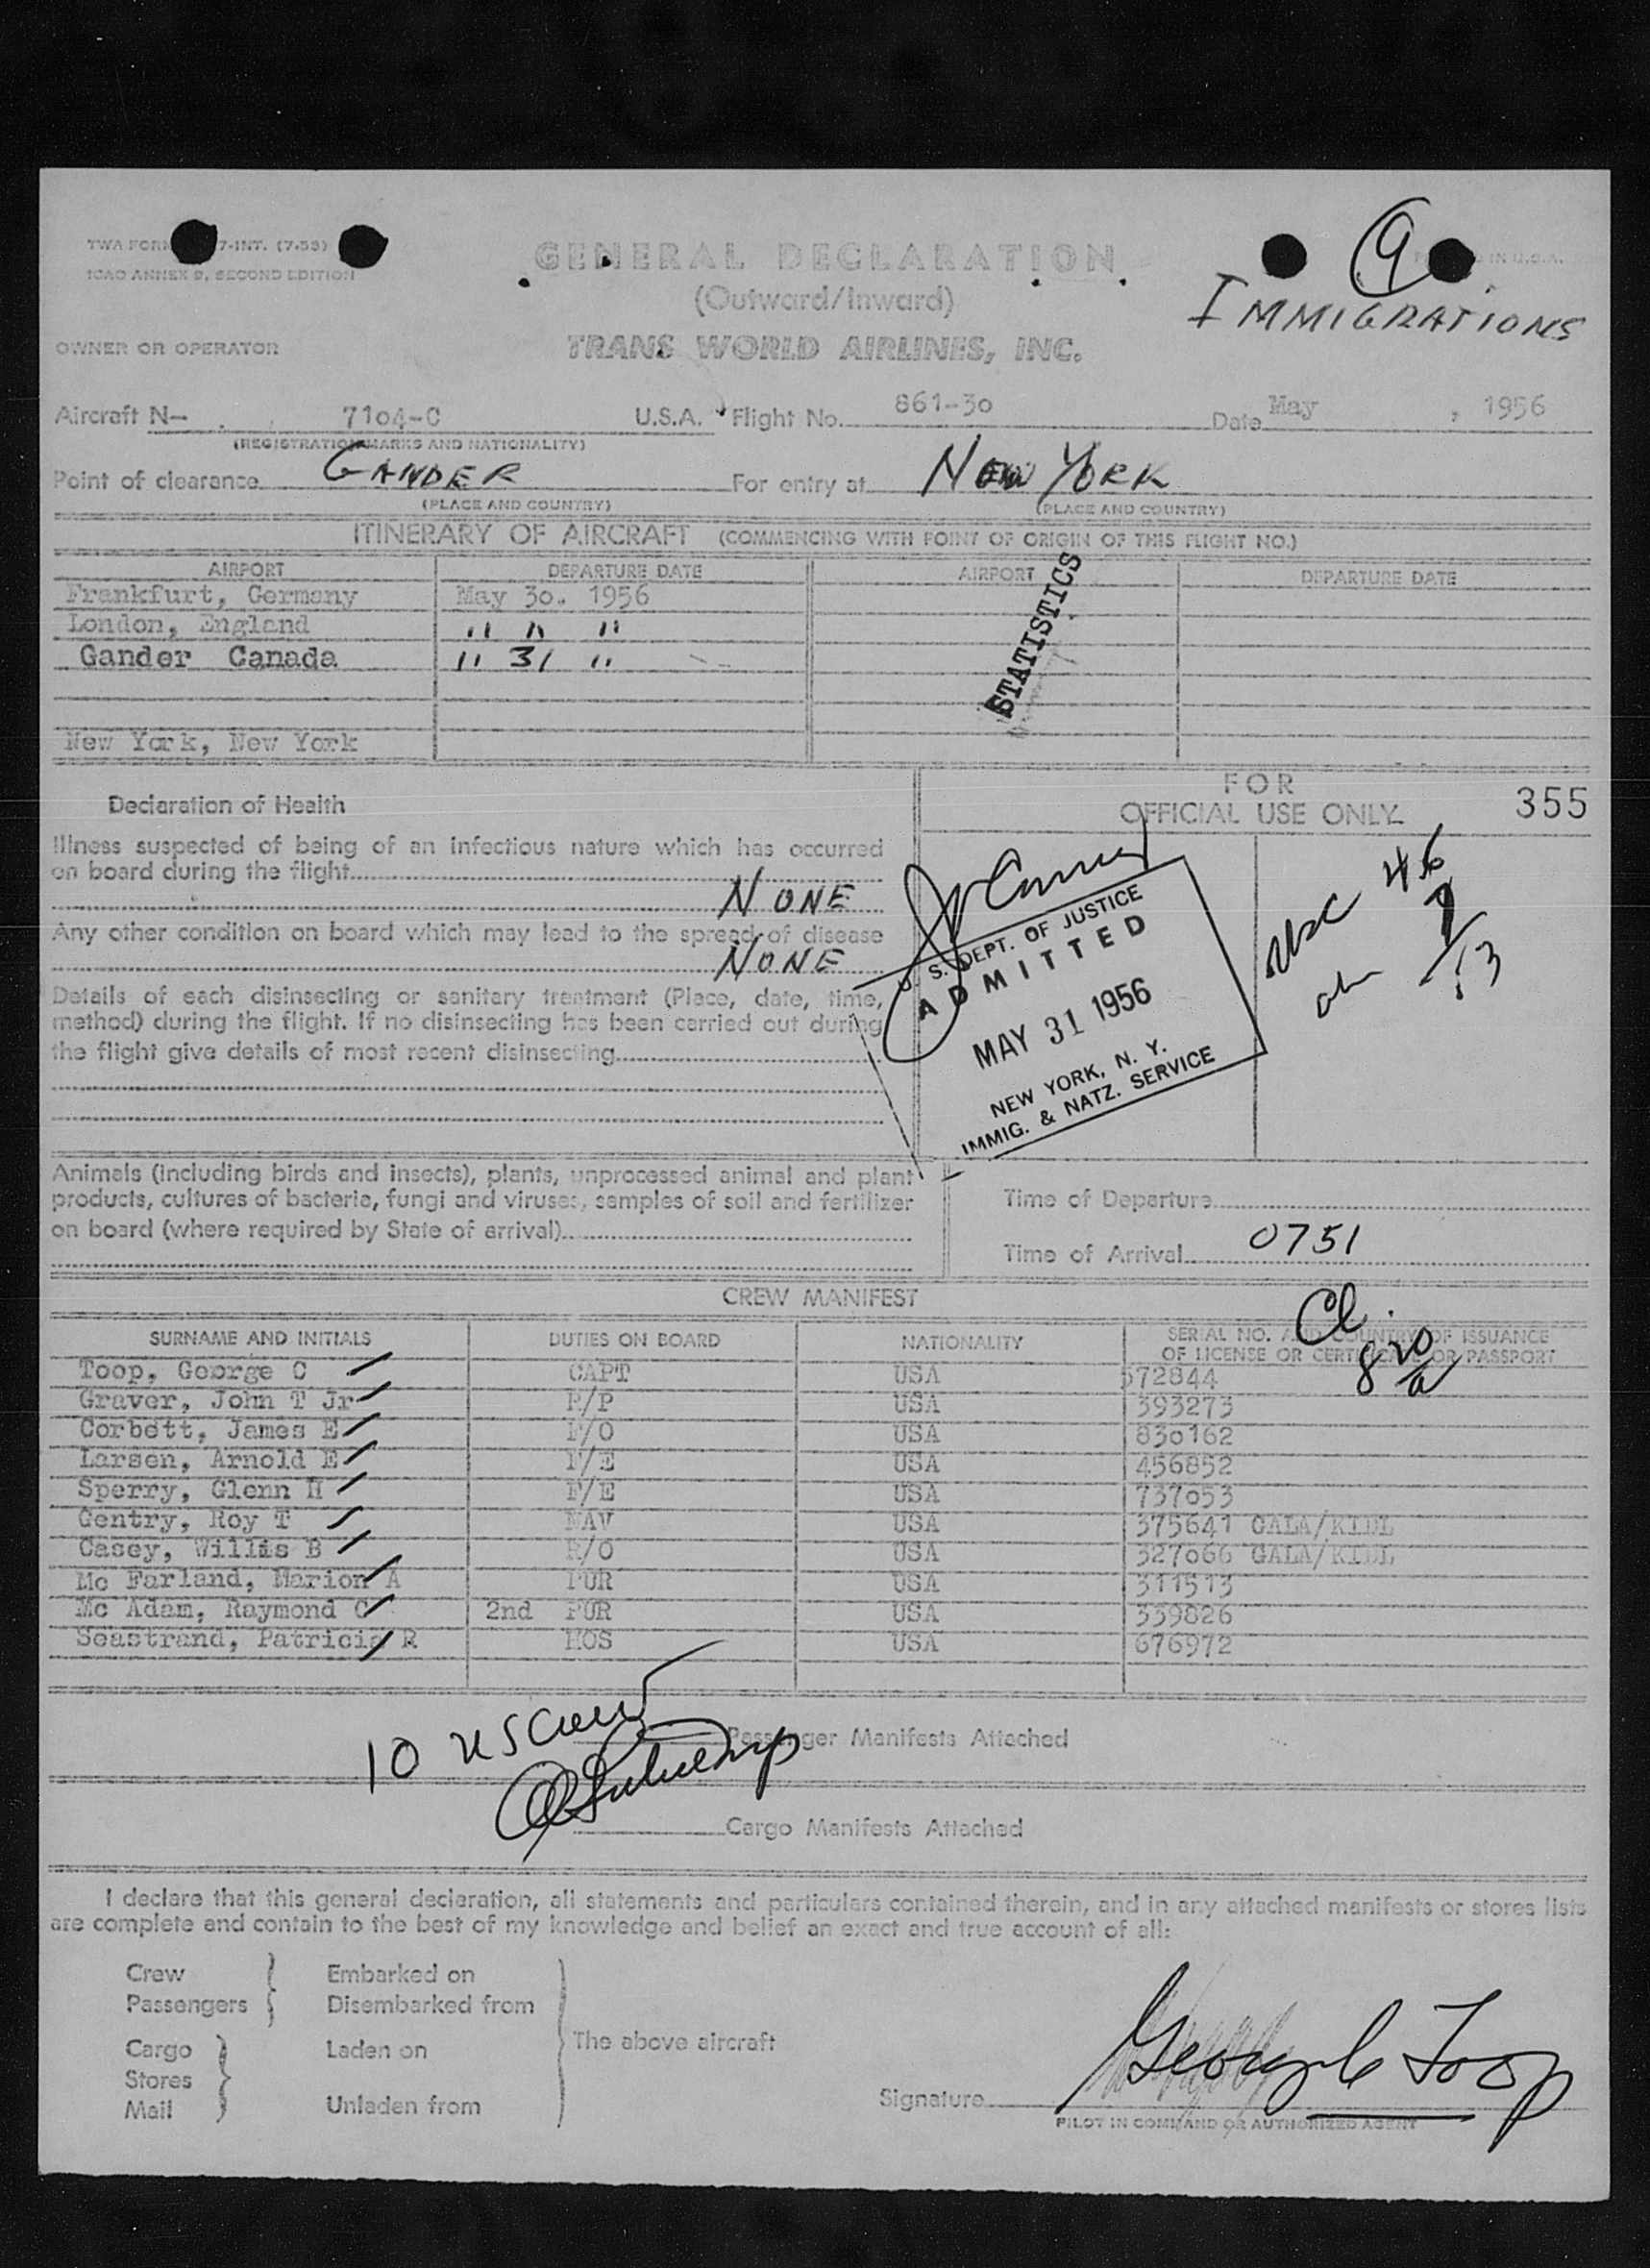 TWA FORM 7-INT. (7-53)
ICAO ANNEX 9, SECOND EDITION
GENERAL DECLARATION
(Outward/Inward)
9
IN U.S.A.
IMMIGRATIONS
OWNER OR OPERATOR
TRANS WORLD AIRLINES, INC.
Aircraft N- 7104-C U.S.A. Flight No. 861-30 Date May , 1956
(REGISTRATION MARKS AND NATIONALITY)
Point of clearance GANDER For entry at NEW YORK
(PLACE AND COUNTRY) (PLACE AND COUNTRY)
ITINERARY OF AIRCRAFT (COMMENCING WITH POINT OF ORIGIN OF THIS FLIGHT NO.)
AIRPORT DEPARTURE DATE AIRPORT DEPARTURE DATE
Frankfurt, Germany May 30. 1956
London, England " " "
Gander Canada " 31 "
New York, New York
STATISTICS
Declaration of Health
FOR
OFFICIAL USE ONLY
355
Illness suspected of being of an infectious nature which has occurred
on board during the flight
NONE
Any other condition on board which may lead to the spread of disease
NONE
Details of each disinsecting or sanitary treatment (Place, date, time,
method) during the flight. If no disinsecting has been carried out during
the flight give details of most recent disinsecting
S. DEPT. OF JUSTICE
ADMITTED
MAY 31 1956
NEW YORK, N. Y.
IMMIG. & NATZ. SERVICE
usc 46
Animals (including birds and insects), plants, unprocessed animal and plant
products, cultures of bacteria, fungi and viruses, samples of soil and fertilizer
on board (where required by State of arrival)
Time of Departure
Time of Arrival 0751
CREW MANIFEST
SURNAME AND INITIALS DUTIES ON BOARD NATIONALITY SERIAL NO. AND COUNTRY OF ISSUANCE
OF LICENSE OR CERTIFICATE OR PASSPORT
Cl.
820/a
Toop, George C CAPT USA 572844
Graver, John T Jr P/P USA 393273
Corbett, James E F/O USA 830162
Larsen, Arnold E F/E USA 456852
Sperry, Glenn H F/E USA 737053
Gentry, Roy T NAV USA 375641 GALA/KIDL
Casey, Willis B R/O USA 327066 GALA/KIDL
Mc Farland, Marion A PUR USA 311513
Mc Adam, Raymond C 2nd PUR USA 339826
Seastrand, Patricia R HOS USA 676972
10 US Crew
Passenger Manifests Attached
Cargo Manifests Attached
I declare that this general declaration, all statements and particulars contained therein, and in any attached manifests or stores lists
are complete and contain to the best of my knowledge and belief an exact and true account of all:
Crew Embarked on
Passengers Disembarked from
Cargo Laden on
The above aircraft
Stores
Mail Unladen from
Signature George C Toop
PILOT IN COMMAND OR AUTHORIZED AGENT